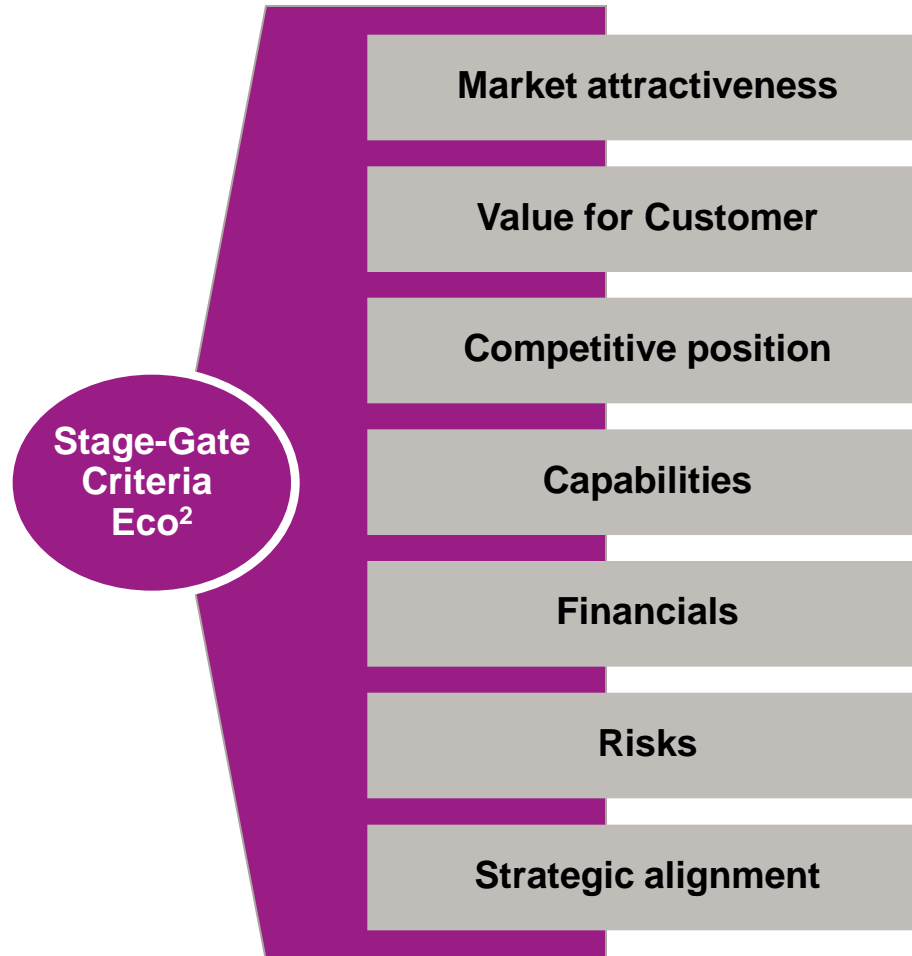 Market attractiveness
Value for Customer
Competitive position
Stage-Gate
Criteria
Eco²
Capabilities
Financials
Risks
Strategic alignment